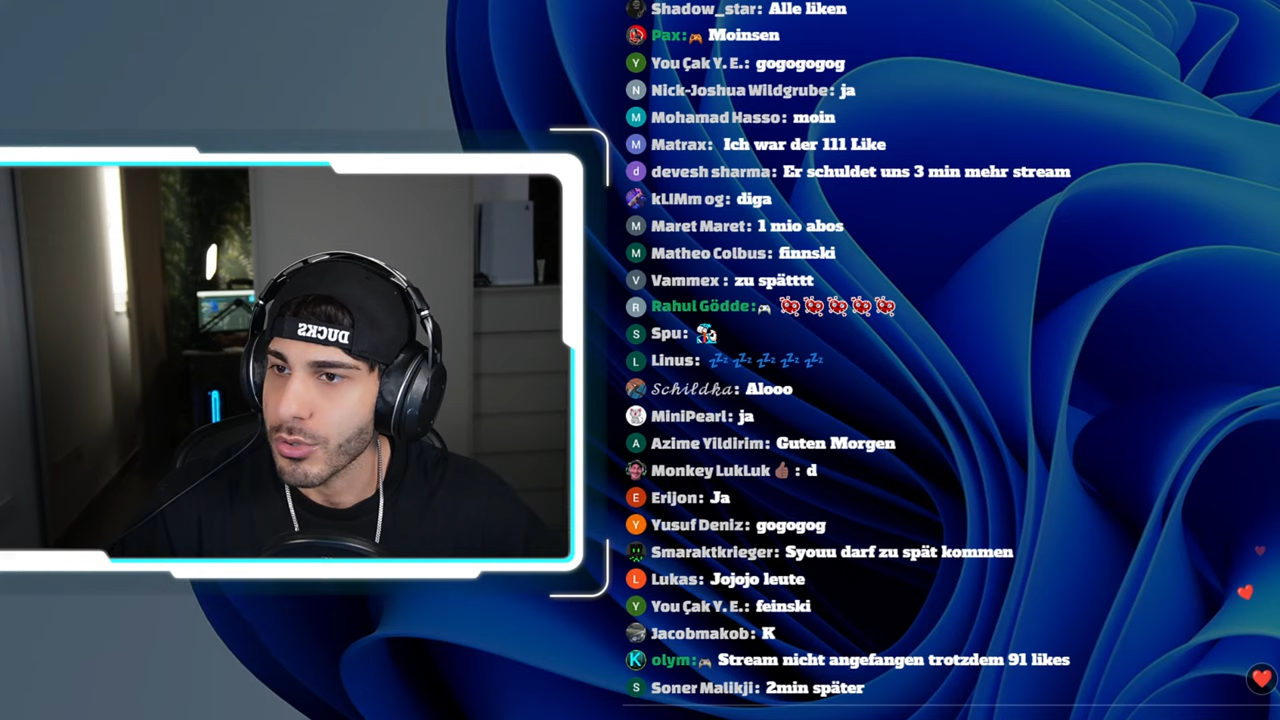 Shadow_star: Alle liken
Pax: Moinsen
Y You Çak Y. E.: gogogogog
N Nick-Joshua Wildgrube: ja
M Mohamad Hasso: moin
M Matrax: Ich war der 111 Like
d devesh sharma: Er schuldet uns 3 min mehr stream
kLIMm og: diga
M Maret Maret: 1 mio abos
M Matheo Colbus: finnski
V Vammex : zu spätttt
R Rahul Gödde:
S Spu:
L Linus: 💤💤💤💤💤
𝓢𝓬𝓱𝓲𝓵𝓭𝓴𝓪: Alooo
MiniPearl: ja
A Azime Yildirim: Guten Morgen
Monkey LukLuk 👍🏾 : d
E Erijon: Ja
Y Yusuf Deniz: gogogog
Smaraktkrieger: Syouu darf zu spät kommen
L Lukas: Jojojo leute
Y You Çak Y. E.: feinski
Jacobmakob: K
K olym: Stream nicht angefangen trotzdem 91 likes
S Soner Malikji: 2min später
DUCKS